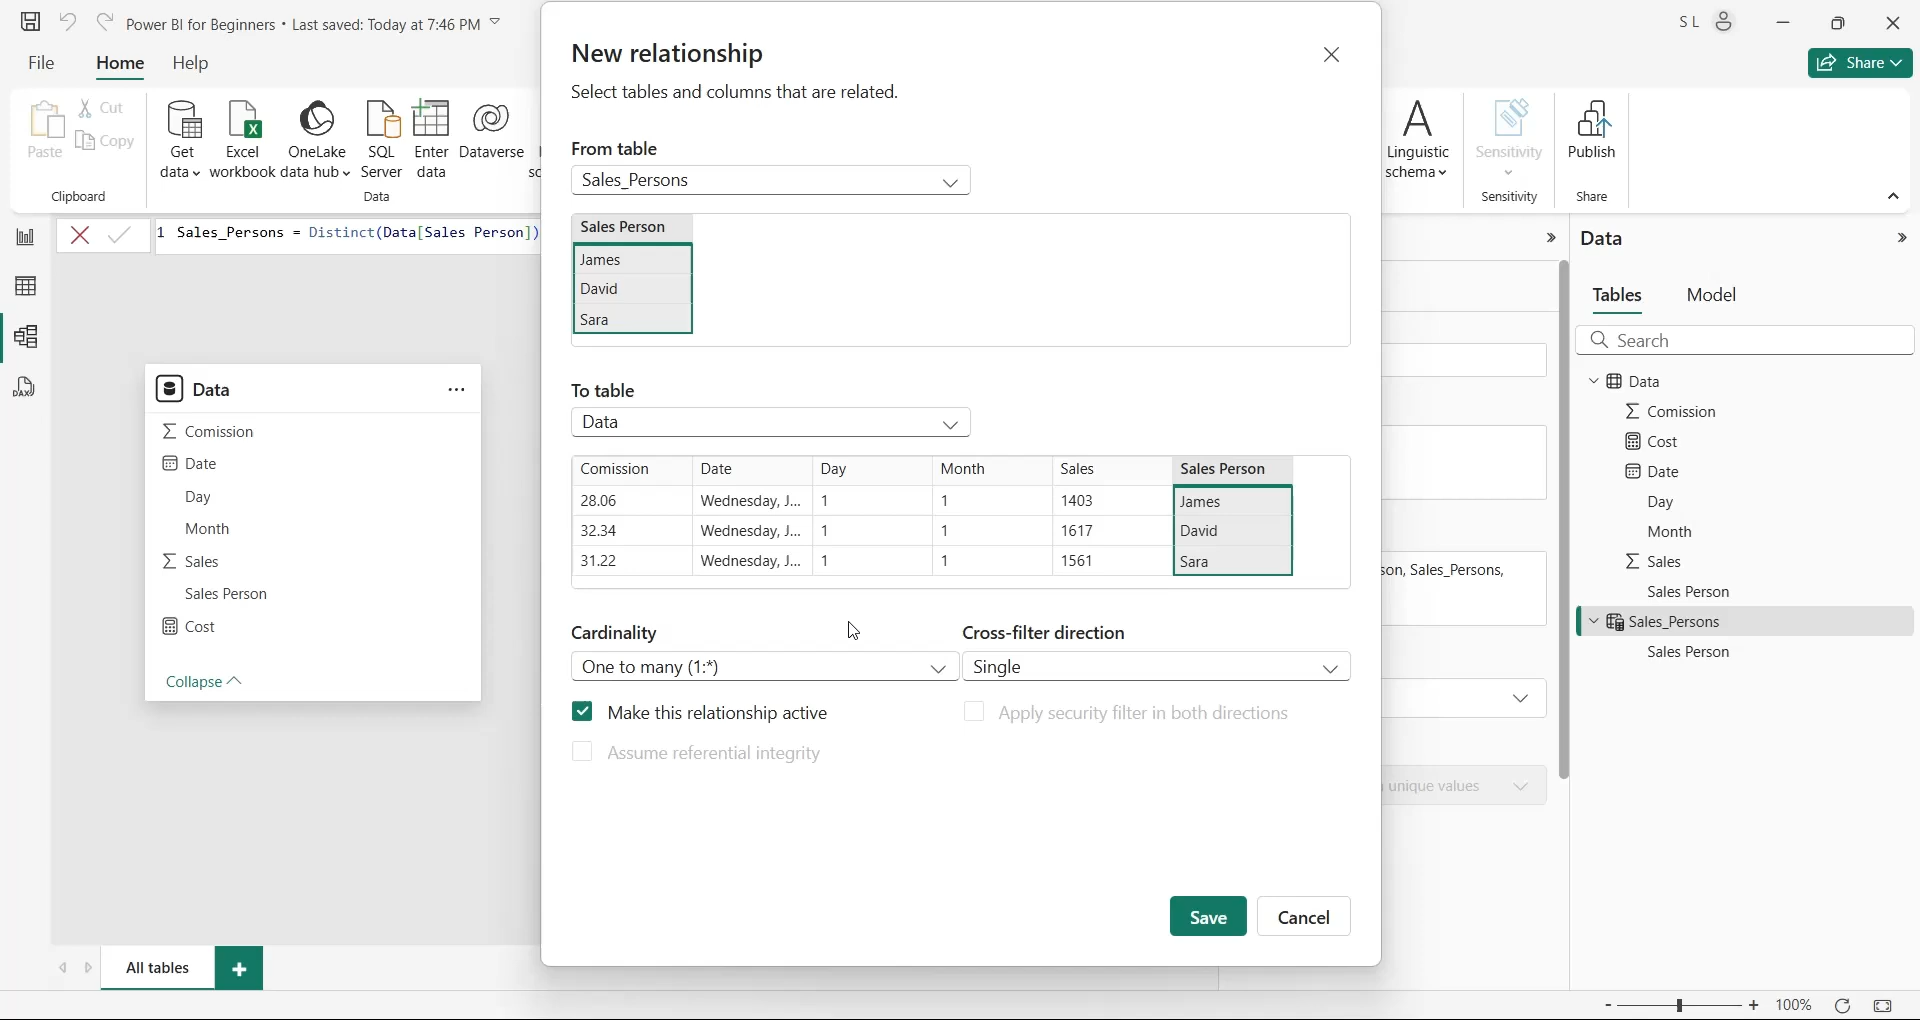 Power BI for Beginners • Last saved: Today at 7:46 PM
S L
File
Home
Help
Share
Paste
Cut
Copy
Clipboard
Get data
Excel workbook
OneLake data hub
SQL Server
Enter data
Dataverse
Data
Linguistic schema
Sensitivity
Sensitivity
Publish
Share
1 Sales_Persons = Distinct(Data[Sales Person])
Data
Comission
Date
Day
Month
Sales
Sales Person
Cost
Collapse
DAX
New relationship
Select tables and columns that are related.
From table
Sales_Persons
Sales Person
James
David
Sara
To table
Data
Comission Date Day Month Sales Sales Person
28.06 Wednesday, J... 1 1 1403 James
32.34 Wednesday, J... 1 1 1617 David
31.22 Wednesday, J... 1 1 1561 Sara
Cardinality
One to many (1:*)
Cross-filter direction
Single
Make this relationship active
Apply security filter in both directions
Assume referential integrity
Save
Cancel
Sales_Persons,
unique values
Data
Tables
Model
Search
Data
Comission
Cost
Date
Day
Month
Sales
Sales Person
Sales_Persons
Sales Person
All tables
+
- + 100%